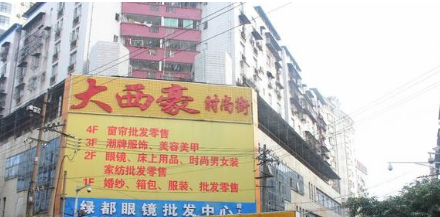 大西豪 时尚街
4F 窗帘批发零售
3F 潮牌服饰、美容美甲
2F 眼镜、床上用品、时尚男女装
家纺批发零售
1F 婚纱、箱包、服装、批发零售
绿都眼镜批发中心